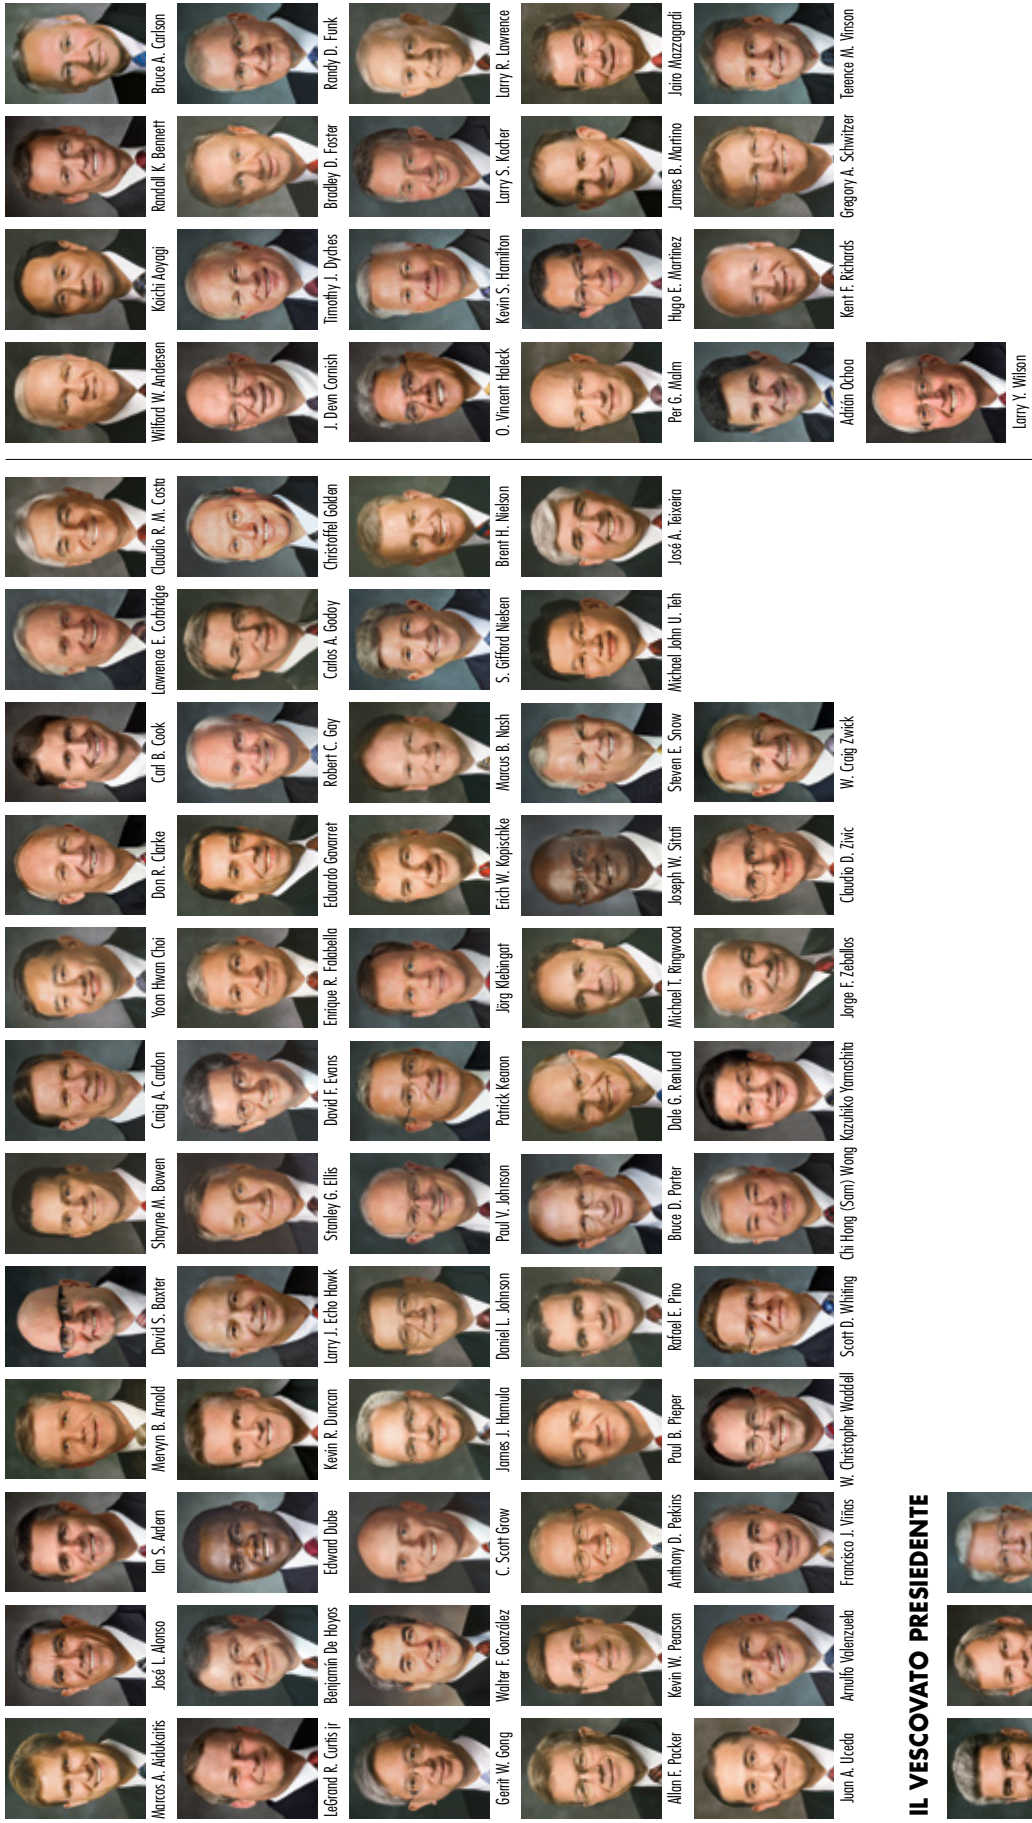 Marcos A. Aidukaitis José L. Alonso Ian S. Ardern Mervyn B. Arnold David S. Baxter Shayne M. Bowen Craig A. Cardon Yoon Hwan Choi Don R. Clarke Carl B. Cook Lawrence E. Corbridge Claudio R. M. Costa
LeGrand R. Curtis jr Benjamín De Hoyos Edward Dube Kevin R. Duncan Larry J. Echo Hawk Stanley G. Ellis David F. Evans Enrique R. Falabella Eduardo Gavarret Robert C. Gay Carlos A. Godoy Christoffel Golden
Gerrit W. Gong Walter F. González C. Scott Grow James J. Hamula Daniel L. Johnson Paul V. Johnson Patrick Kearon Jörg Klebingat Erich W. Kopischke Marcus B. Nash S. Gifford Nielsen Brent H. Nielson
Allan F. Packer Kevin W. Pearson Anthony D. Perkins Paul B. Pieper Rafael E. Pino Bruce D. Porter Dale G. Renlund Michael T. Ringwood Joseph W. Sitati Steven E. Snow Michael John U. Teh José A. Teixeira
Juan A. Uceda Arnulfo Valenzuela Francisco J. Viñas W. Christopher Waddell Scott D. Whiting Chi Hong (Sam) Wong Kazuhiko Yamashita Jorge F. Zeballos Claudio D. Zivic W. Craig Zwick
Wilford W. Andersen Koichi Aoyagi Randall K. Bennett Bruce A. Carlson
J. Devn Cornish Timothy J. Dyches Bradley D. Foster Randy D. Funk
O. Vincent Haleck Kevin S. Hamilton Larry S. Kacher Larry R. Lawrence
Per G. Malm Hugo E. Martinez James B. Martino Jairo Mazzagardi
Adrián Ochoa Kent F. Richards Gregory A. Schwitzer Terence M. Vinson
Larry Y. Wilson
IL VESCOVATO PRESIEDENTE